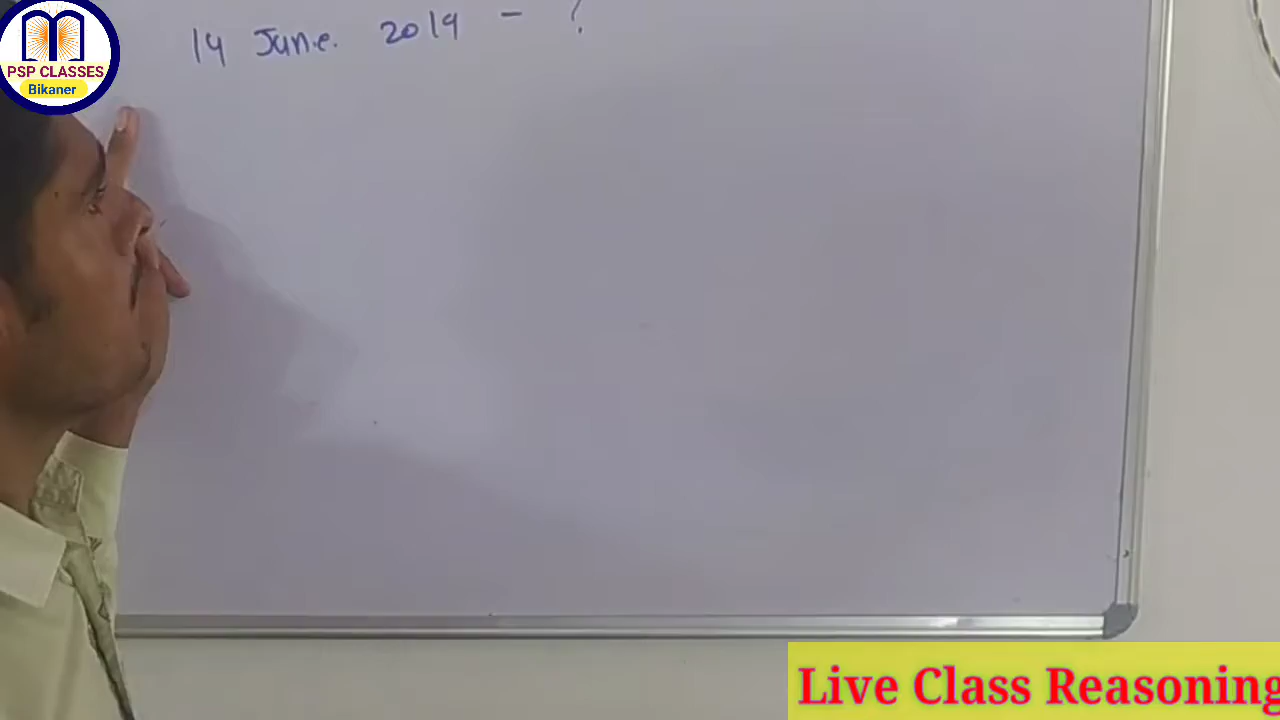 14 June. 2019 - ?
PSP CLASSES
Bikaner
Live Class Reasoning